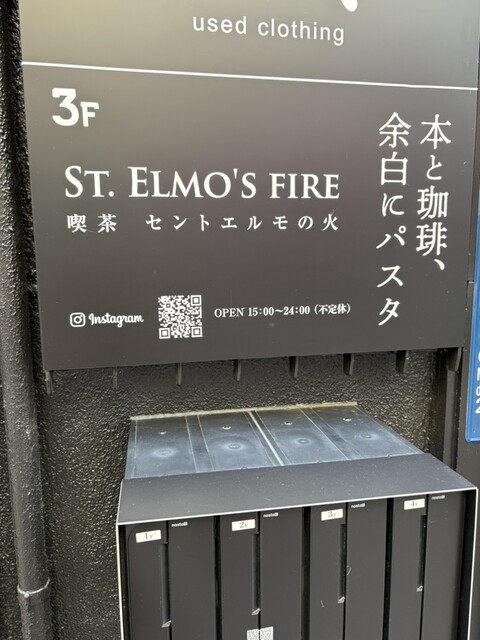 used clothing
3F
ST. ELMO'S FIRE
喫茶 セントエルモの火
本と珈琲、
余白にパスタ
Instagram
OPEN 15:00〜24:00 (不定休)
1F
2F
3F
4F